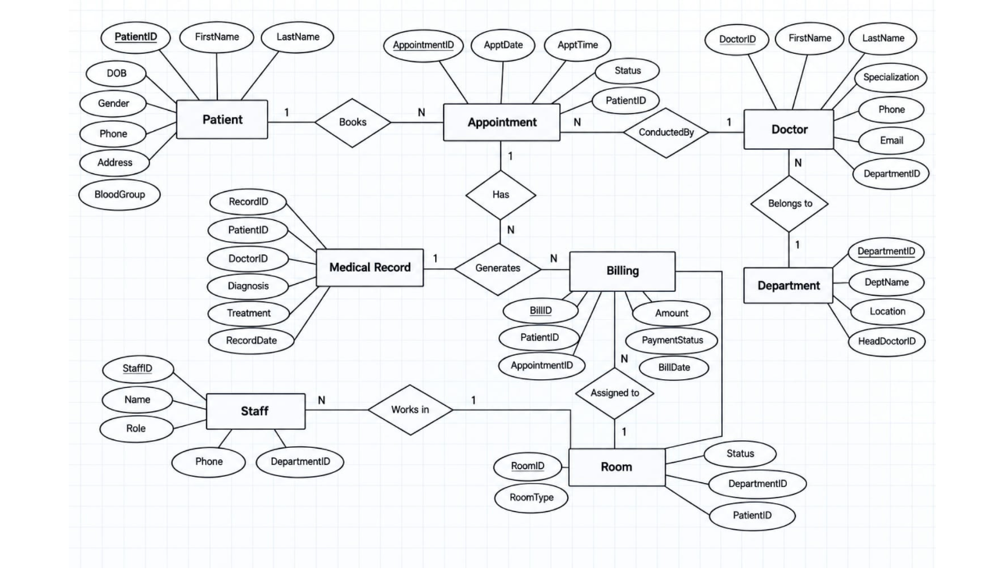 PatientID
FirstName
LastName
AppointmentID
ApptDate
ApptTime
DoctorID
FirstName
LastName
DOB
Status
Specialization
Gender
PatientID
Phone
Patient
1
Books
N
Appointment
N
ConductedBy
1
Doctor
Phone
Email
Address
1
N
DepartmentID
BloodGroup
Has
Belongs to
RecordID
PatientID
N
1
DepartmentID
DoctorID
Medical Record
1
Generates
N
Billing
Department
DeptName
Diagnosis
Location
Treatment
BillID
Amount
RecordDate
PatientID
PaymentStatus
HeadDoctorID
AppointmentID
N
BillDate
StaffID
Name
Staff
N
Works in
1
Assigned to
Role
1
Phone
DepartmentID
RoomID
Room
Status
RoomType
DepartmentID
PatientID